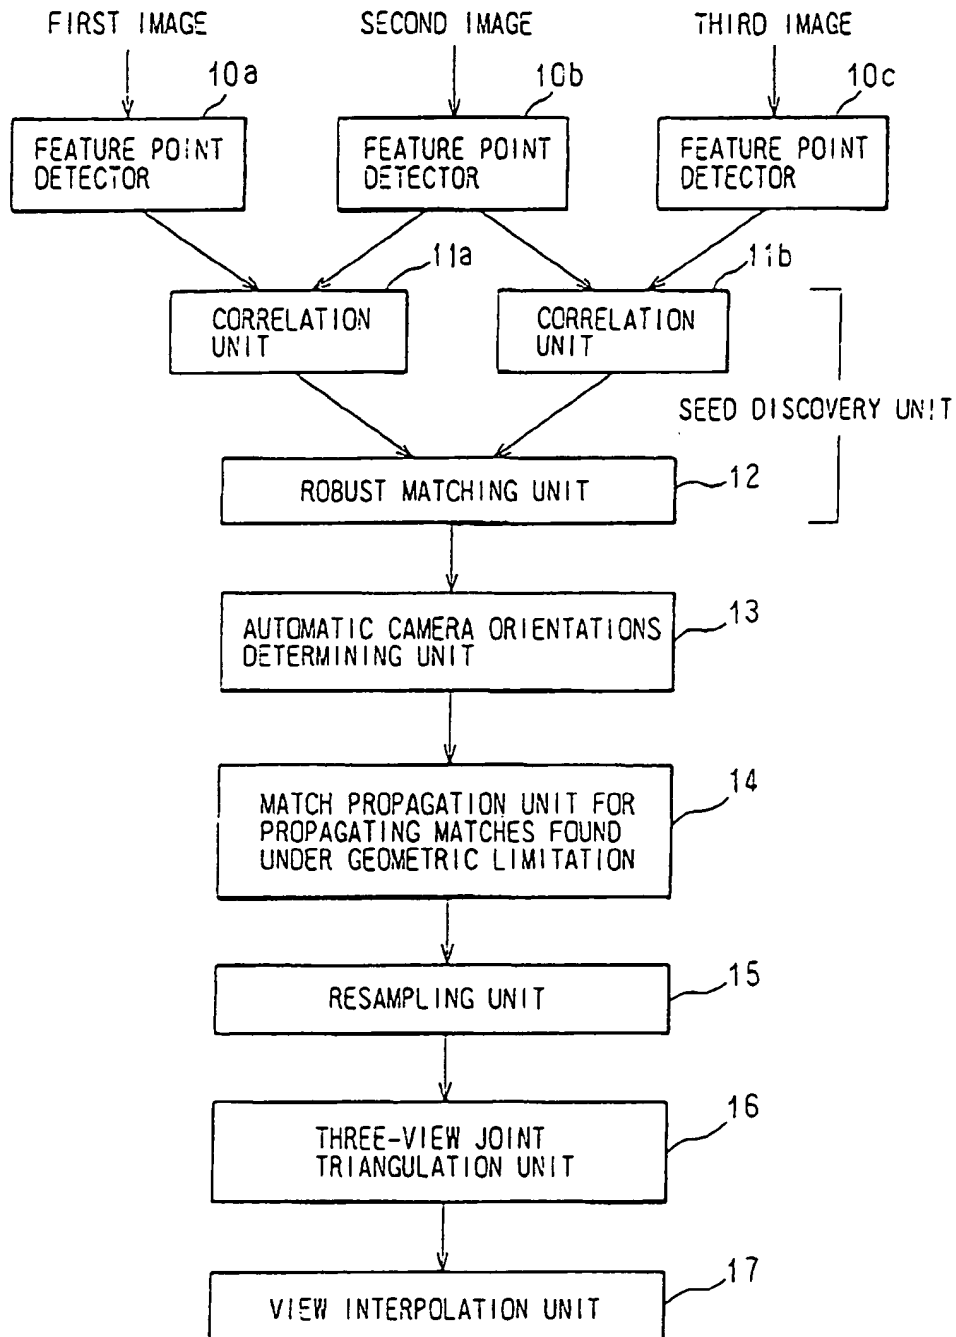 FIRST IMAGE
SECOND IMAGE
THIRD IMAGE
10a
10b
10c
FEATURE POINT
DETECTOR
FEATURE POINT
DETECTOR
FEATURE POINT
DETECTOR
11a
11b
CORRELATION
UNIT
CORRELATION
UNIT
SEED DISCOVERY UNIT
ROBUST MATCHING UNIT
12
AUTOMATIC CAMERA ORIENTATIONS
DETERMINING UNIT
13
MATCH PROPAGATION UNIT FOR
PROPAGATING MATCHES FOUND
UNDER GEOMETRIC LIMITATION
14
RESAMPLING UNIT
15
THREE-VIEW JOINT
TRIANGULATION UNIT
16
VIEW INTERPOLATION UNIT
17